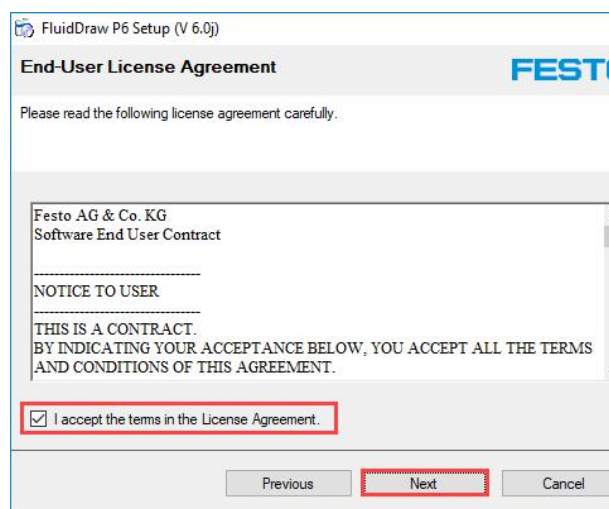 FluidDraw P6 Setup (V 6.0j)
End-User License Agreement
FESTO
Please read the following license agreement carefully.
Festo AG & Co. KG
Software End User Contract
---------------------------------
NOTICE TO USER
---------------------------------
THIS IS A CONTRACT.
BY INDICATING YOUR ACCEPTANCE BELOW, YOU ACCEPT ALL THE TERMS
AND CONDITIONS OF THIS AGREEMENT.
I accept the terms in the License Agreement.
Previous Next Cancel